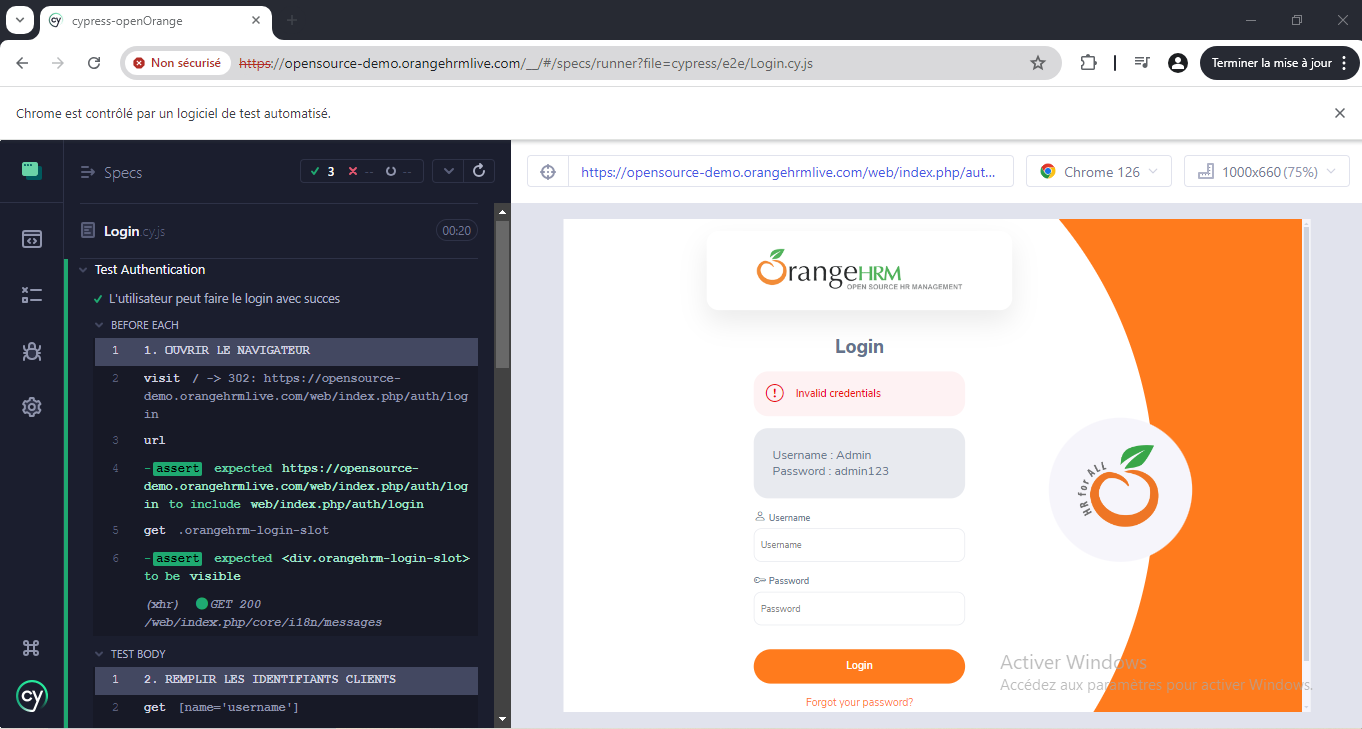 cypress-openOrange
Non sécurisé
https://opensource-demo.orangehrmlive.com/__/#/specs/runner?file=cypress/e2e/Login.cy.js
Terminer la mise à jour
Chrome est contrôlé par un logiciel de test automatisé.
Specs
3 -- --
Login.cy.js
00:20
Test Authentication
L'utilisateur peut faire le login avec succes
BEFORE EACH
1 1. OUVRIR LE NAVIGATEUR
2 visit / -> 302: https://opensource-
demo.orangehrmlive.com/web/index.php/auth/log
in
3 url
4 -assert expected https://opensource-
demo.orangehrmlive.com/web/index.php/auth/log
in to include web/index.php/auth/login
5 get .orangehrm-login-slot
6 -assert expected <div.orangehrm-login-slot>
to be visible
(xhr) GET 200
/web/index.php/core/i18n/messages
TEST BODY
1 2. REMPLIR LES IDENTIFIANTS CLIENTS
2 get [name='username']
cy
https://opensource-demo.orangehrmlive.com/web/index.php/aut...
Chrome 126
1000x660 (75%)
OrangeHRM
OPEN SOURCE HR MANAGEMENT
Login
Invalid credentials
Username : Admin
Password : admin123
Username
Username
Password
Password
Login
Forgot your password?
HR for ALL
Activer Windows
Accédez aux paramètres pour activer Windows.